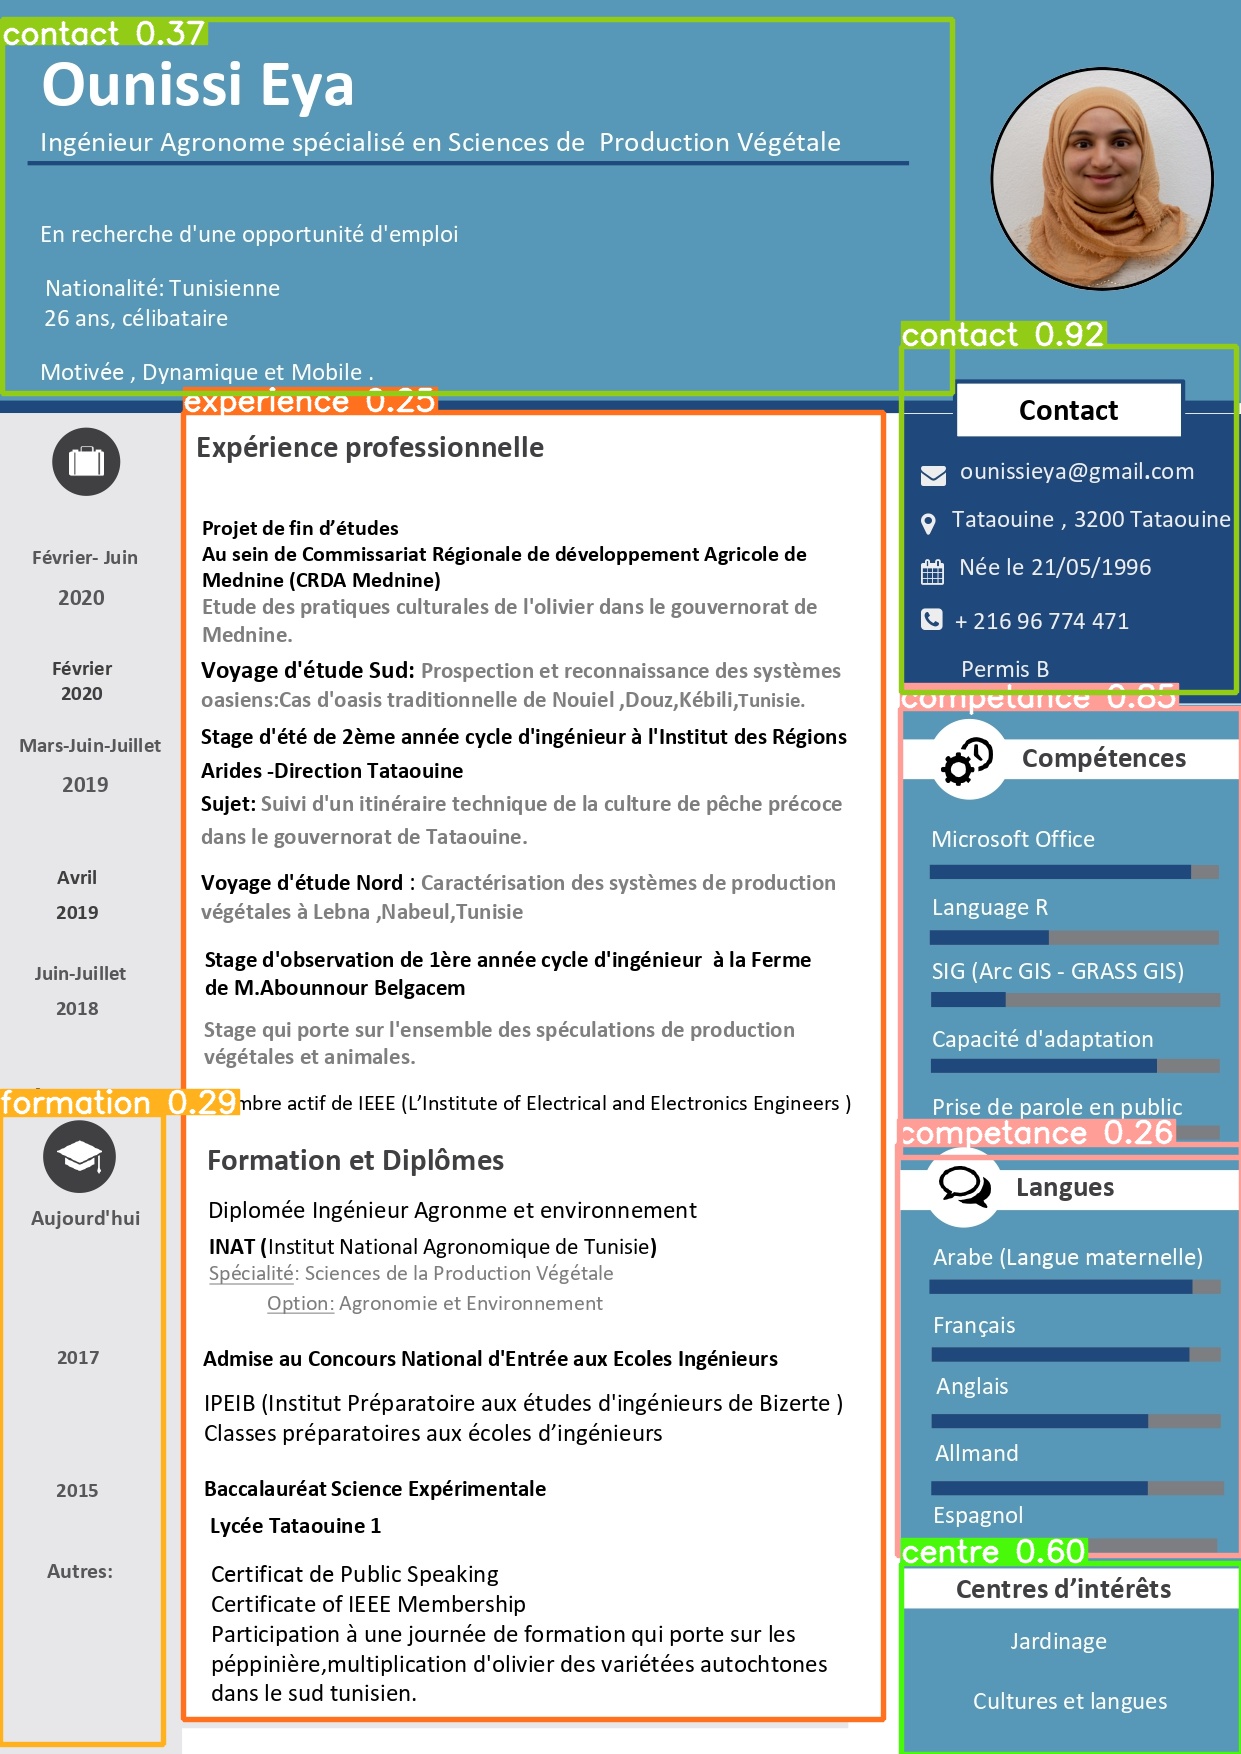 contact 0.37
Ounissi Eya
Ingénieur Agronome spécialisé en Sciences de Production Végétale
En recherche d'une opportunité d'emploi
Nationalité: Tunisienne
26 ans, célibataire
Motivée , Dynamique et Mobile .
experience 0.25
Expérience professionnelle
Février- Juin
2020
Projet de fin d’études
Au sein de Commissariat Régionale de développement Agricole de
Mednine (CRDA Mednine)
Etude des pratiques culturales de l'olivier dans le gouvernorat de
Mednine.
Février
2020
Voyage d'étude Sud: Prospection et reconnaissance des systèmes
oasiens:Cas d'oasis traditionnelle de Nouiel ,Douz,Kébili,Tunisie.
Mars-Juin-Juillet
2019
Stage d'été de 2ème année cycle d'ingénieur à l'Institut des Régions
Arides -Direction Tataouine
Sujet: Suivi d'un itinéraire technique de la culture de pêche précoce
dans le gouvernorat de Tataouine.
Avril
2019
Voyage d'étude Nord : Caractérisation des systèmes de production
végétales à Lebna ,Nabeul,Tunisie
Juin-Juillet
2018
Stage d'observation de 1ère année cycle d'ingénieur à la Ferme
de M.Abounnour Belgacem
Stage qui porte sur l'ensemble des spéculations de production
végétales et animales.
actif de IEEE (L’Institute of Electrical and Electronics Engineers )
formation 0.29
Formation et Diplômes
Aujourd'hui
Diplomée Ingénieur Agronme et environnement
INAT (Institut National Agronomique de Tunisie)
Spécialité: Sciences de la Production Végétale
Option: Agronomie et Environnement
2017
Admise au Concours National d'Entrée aux Ecoles Ingénieurs
IPEIB (Institut Préparatoire aux études d'ingénieurs de Bizerte )
Classes préparatoires aux écoles d’ingénieurs
2015
Baccalauréat Science Expérimentale
Lycée Tataouine 1
Autres:
Certificat de Public Speaking
Certificate of IEEE Membership
Participation à une journée de formation qui porte sur les
péppinière,multiplication d'olivier des variétées autochtones
dans le sud tunisien.
contact 0.92
Contact
ounissieya@gmail.com
Tataouine , 3200 Tataouine
Née le 21/05/1996
+ 216 96 774 471
Permis B
competance 0.85
Compétences
Microsoft Office
Language R
SIG (Arc GIS - GRASS GIS)
Capacité d'adaptation
Prise de parole en public
competance 0.26
Langues
Arabe (Langue maternelle)
Français
Anglais
Allmand
Espagnol
centre 0.60
Centres d’intérêts
Jardinage
Cultures et langues